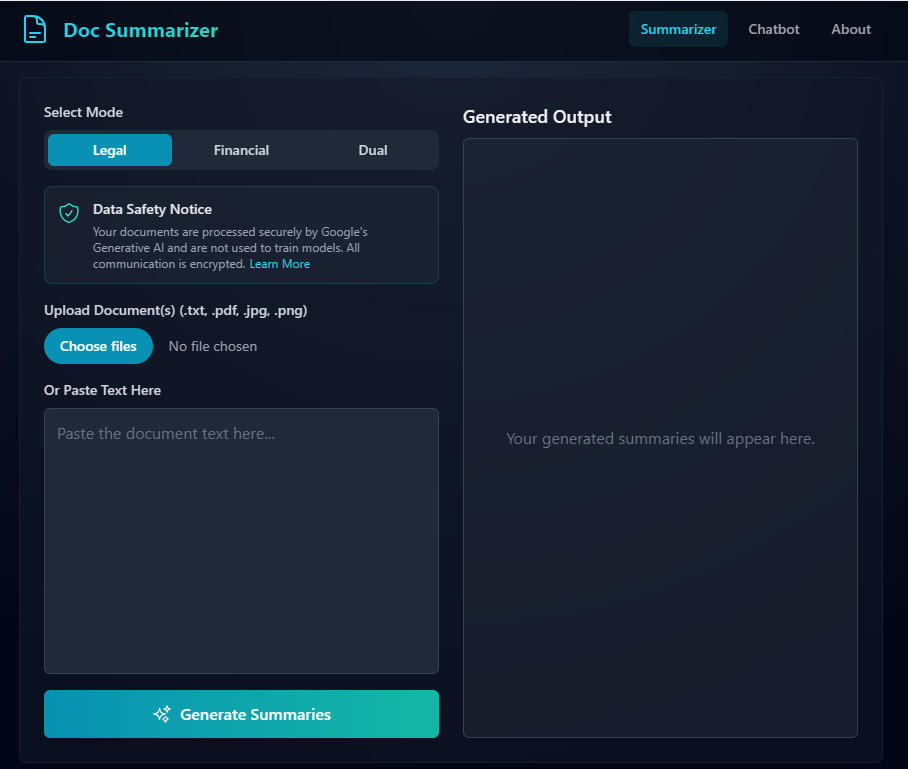 Doc Summarizer
Summarizer
Chatbot
About
Select Mode
Legal
Financial
Dual
Data Safety Notice
Your documents are processed securely by Google's
Generative AI and are not used to train models. All
communication is encrypted. Learn More
Upload Document(s) (.txt, .pdf, .jpg, .png)
Choose files
No file chosen
Or Paste Text Here
Paste the document text here...
Generate Summaries
Generated Output
Your generated summaries will appear here.